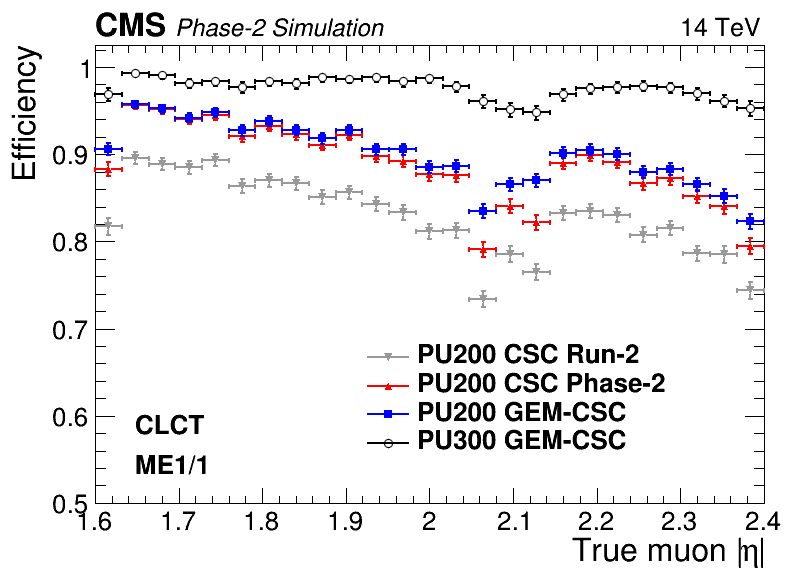 CMS Phase-2 Simulation 14 TeV
Efficiency
1
0.9
0.8
0.7
0.6
0.5
PU200 CSC Run-2
PU200 CSC Phase-2
PU200 GEM-CSC
PU300 GEM-CSC
CLCT
ME1/1
1.6 1.7 1.8 1.9 2 2.1 2.2 2.3 2.4
True muon |η|